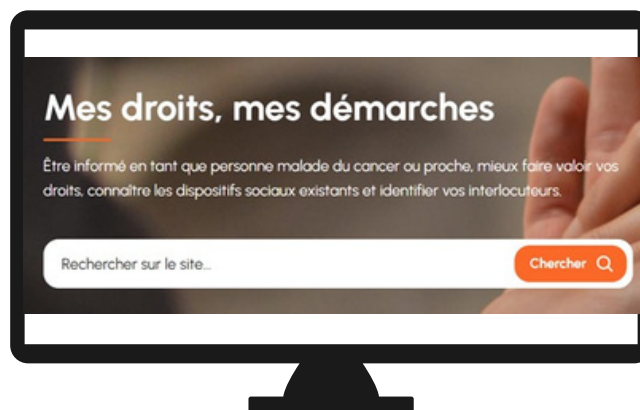 Mes droits, mes démarches
Être informé en tant que personne malade du cancer ou proche, mieux faire valoir vos
droits, connaître les dispositifs sociaux existants et identifier vos interlocuteurs.
Rechercher sur le site...
Chercher